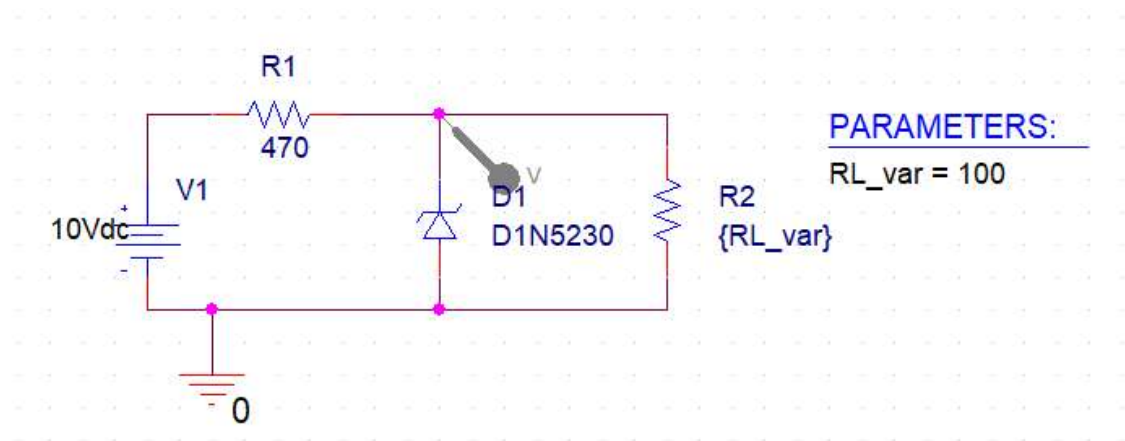 R1
470
PARAMETERS:
RL_var = 100
V1
V
D1
R2
10Vdc
D1N5230
{RL_var}
+
-
0